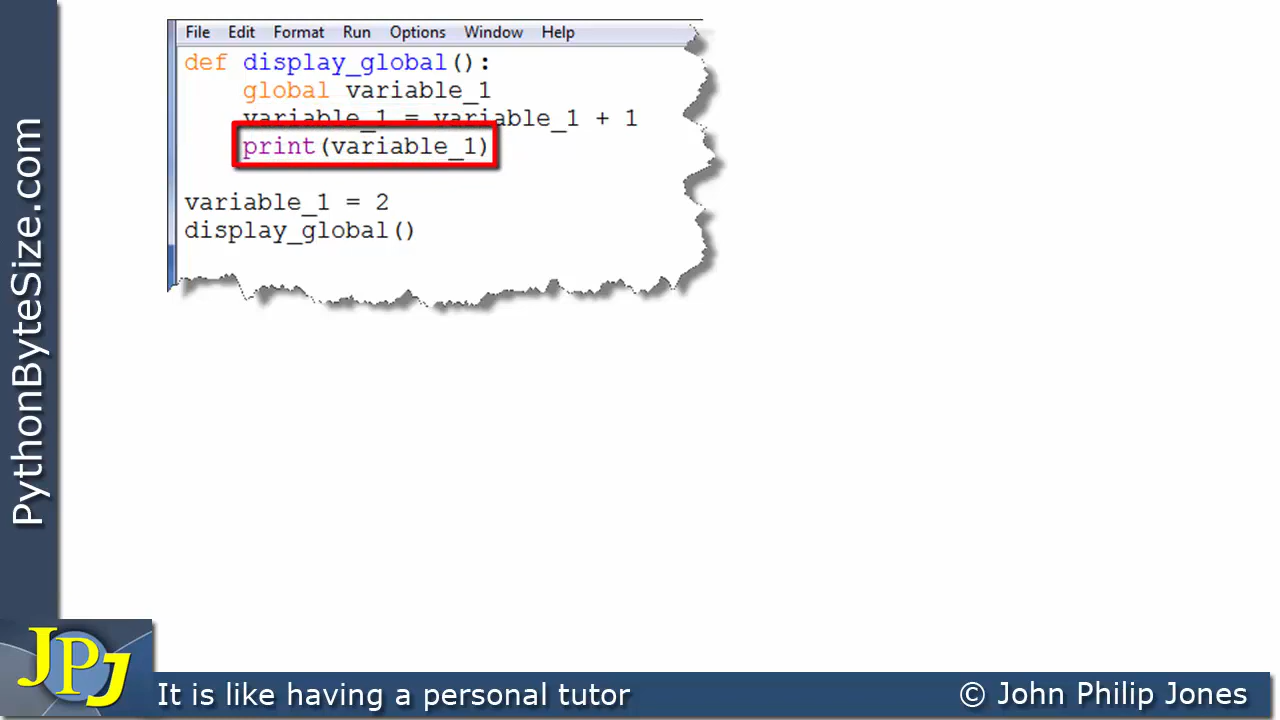 File Edit Format Run Options Window Help
def display_global():
    global variable_1
    variable_1 = variable_1 + 1
    print(variable_1)
variable_1 = 2
display_global()
PythonByteSize.com
JPJ
It is like having a personal tutor
© John Philip Jones